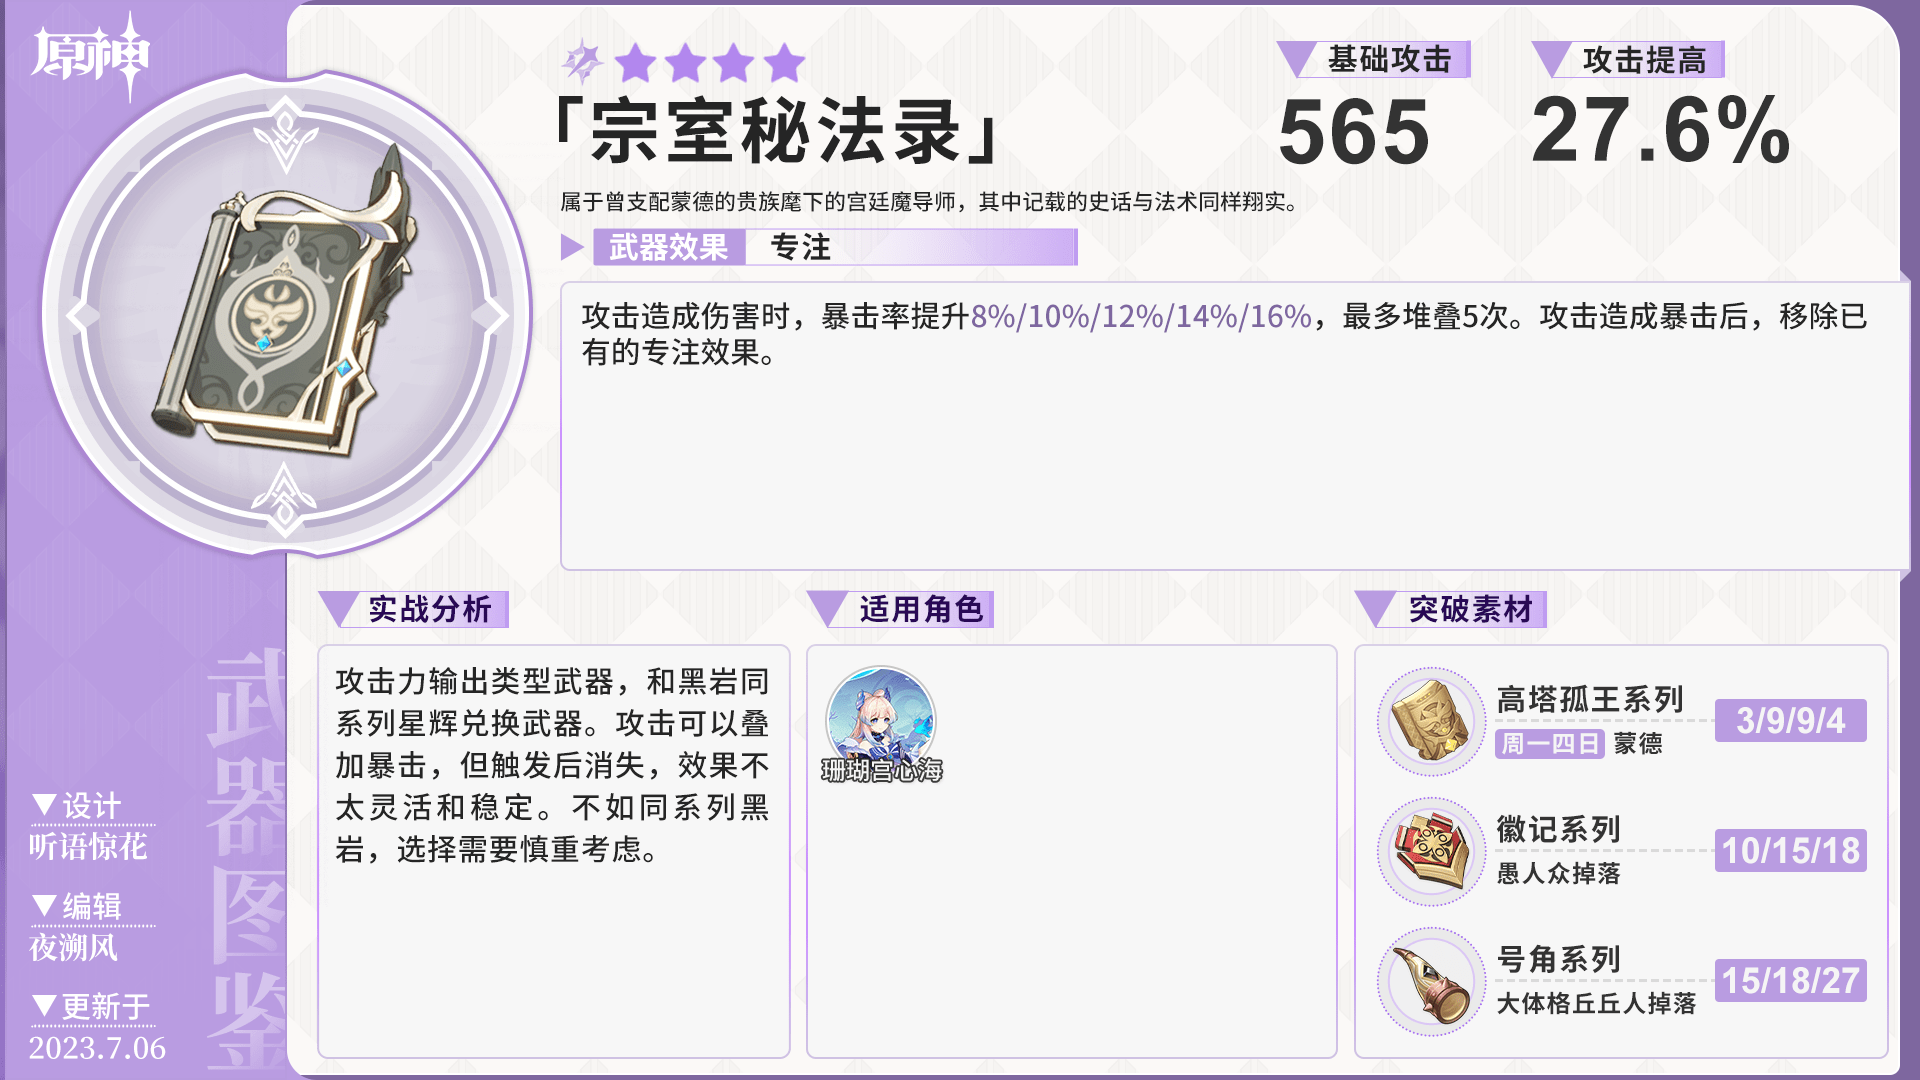 原神
「宗室秘法录」
基础攻击
565
攻击提高
27.6%
属于曾支配蒙德的贵族麾下的宫廷魔导师，其中记载的史话与法术同样翔实。
武器效果 专注
攻击造成伤害时，暴击率提升8%/10%/12%/14%/16%，最多堆叠5次。攻击造成暴击后，移除已
有的专注效果。
实战分析
攻击力输出类型武器，和黑岩同
系列星辉兑换武器。攻击可以叠
加暴击，但触发后消失，效果不
太灵活和稳定。不如同系列黑
岩，选择需要慎重考虑。
适用角色
珊瑚宫心海
突破素材
高塔孤王系列
周一四日 蒙德
3/9/9/4
徽记系列
愚人众掉落
10/15/18
号角系列
大体格丘丘人掉落
15/18/27
武器图鉴
▼设计
听语惊花
▼编辑
夜溯风
▼更新于
2023.7.06